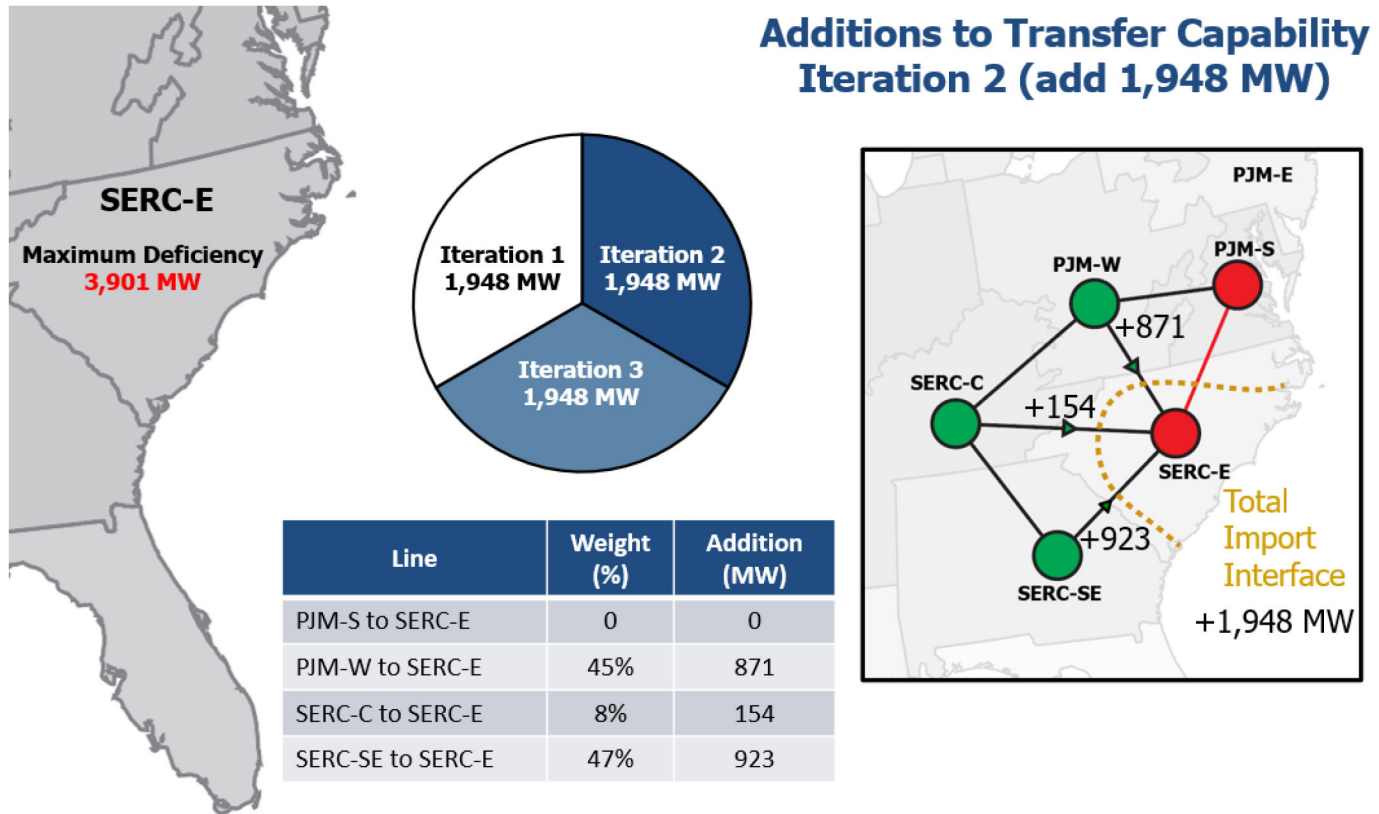 Additions to Transfer Capability
Iteration 2 (add 1,948 MW)
SERC-E
Maximum Deficiency
3,901 MW
Iteration 1
1,948 MW
Iteration 2
1,948 MW
Iteration 3
1,948 MW
PJM-E
PJM-S
PJM-W
+871
SERC-C
+154
SERC-E
+923
SERC-SE
Total
Import
Interface
+1,948 MW
Line Weight (%) Addition (MW)
PJM-S to SERC-E 0 0
PJM-W to SERC-E 45% 871
SERC-C to SERC-E 8% 154
SERC-SE to SERC-E 47% 923